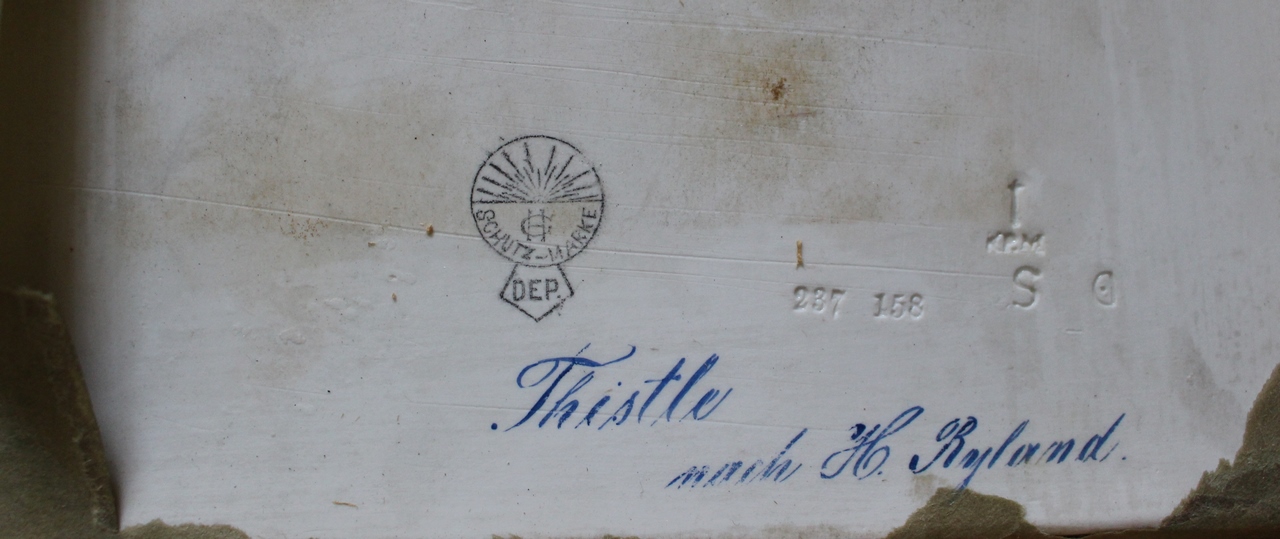 SCHUTZ-MARKE
DEP.
I
S
237 158
Thistle
nach H. Ryland.